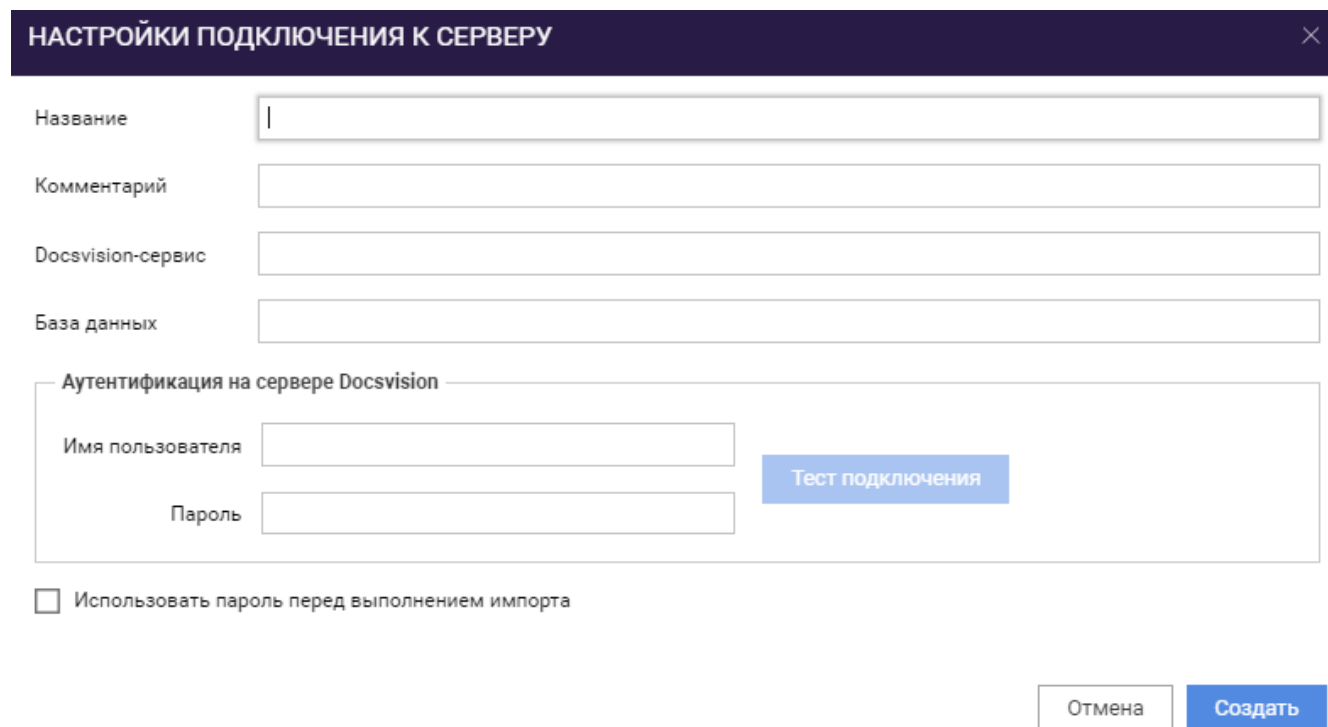 НАСТРОЙКИ ПОДКЛЮЧЕНИЯ К СЕРВЕРУ
Название
Комментарий
Docsvision-сервис
База данных
Аутентификация на сервере Docsvision
Имя пользователя
Тест подключения
Пароль
Использовать пароль перед выполнением импорта
Отмена
Создать